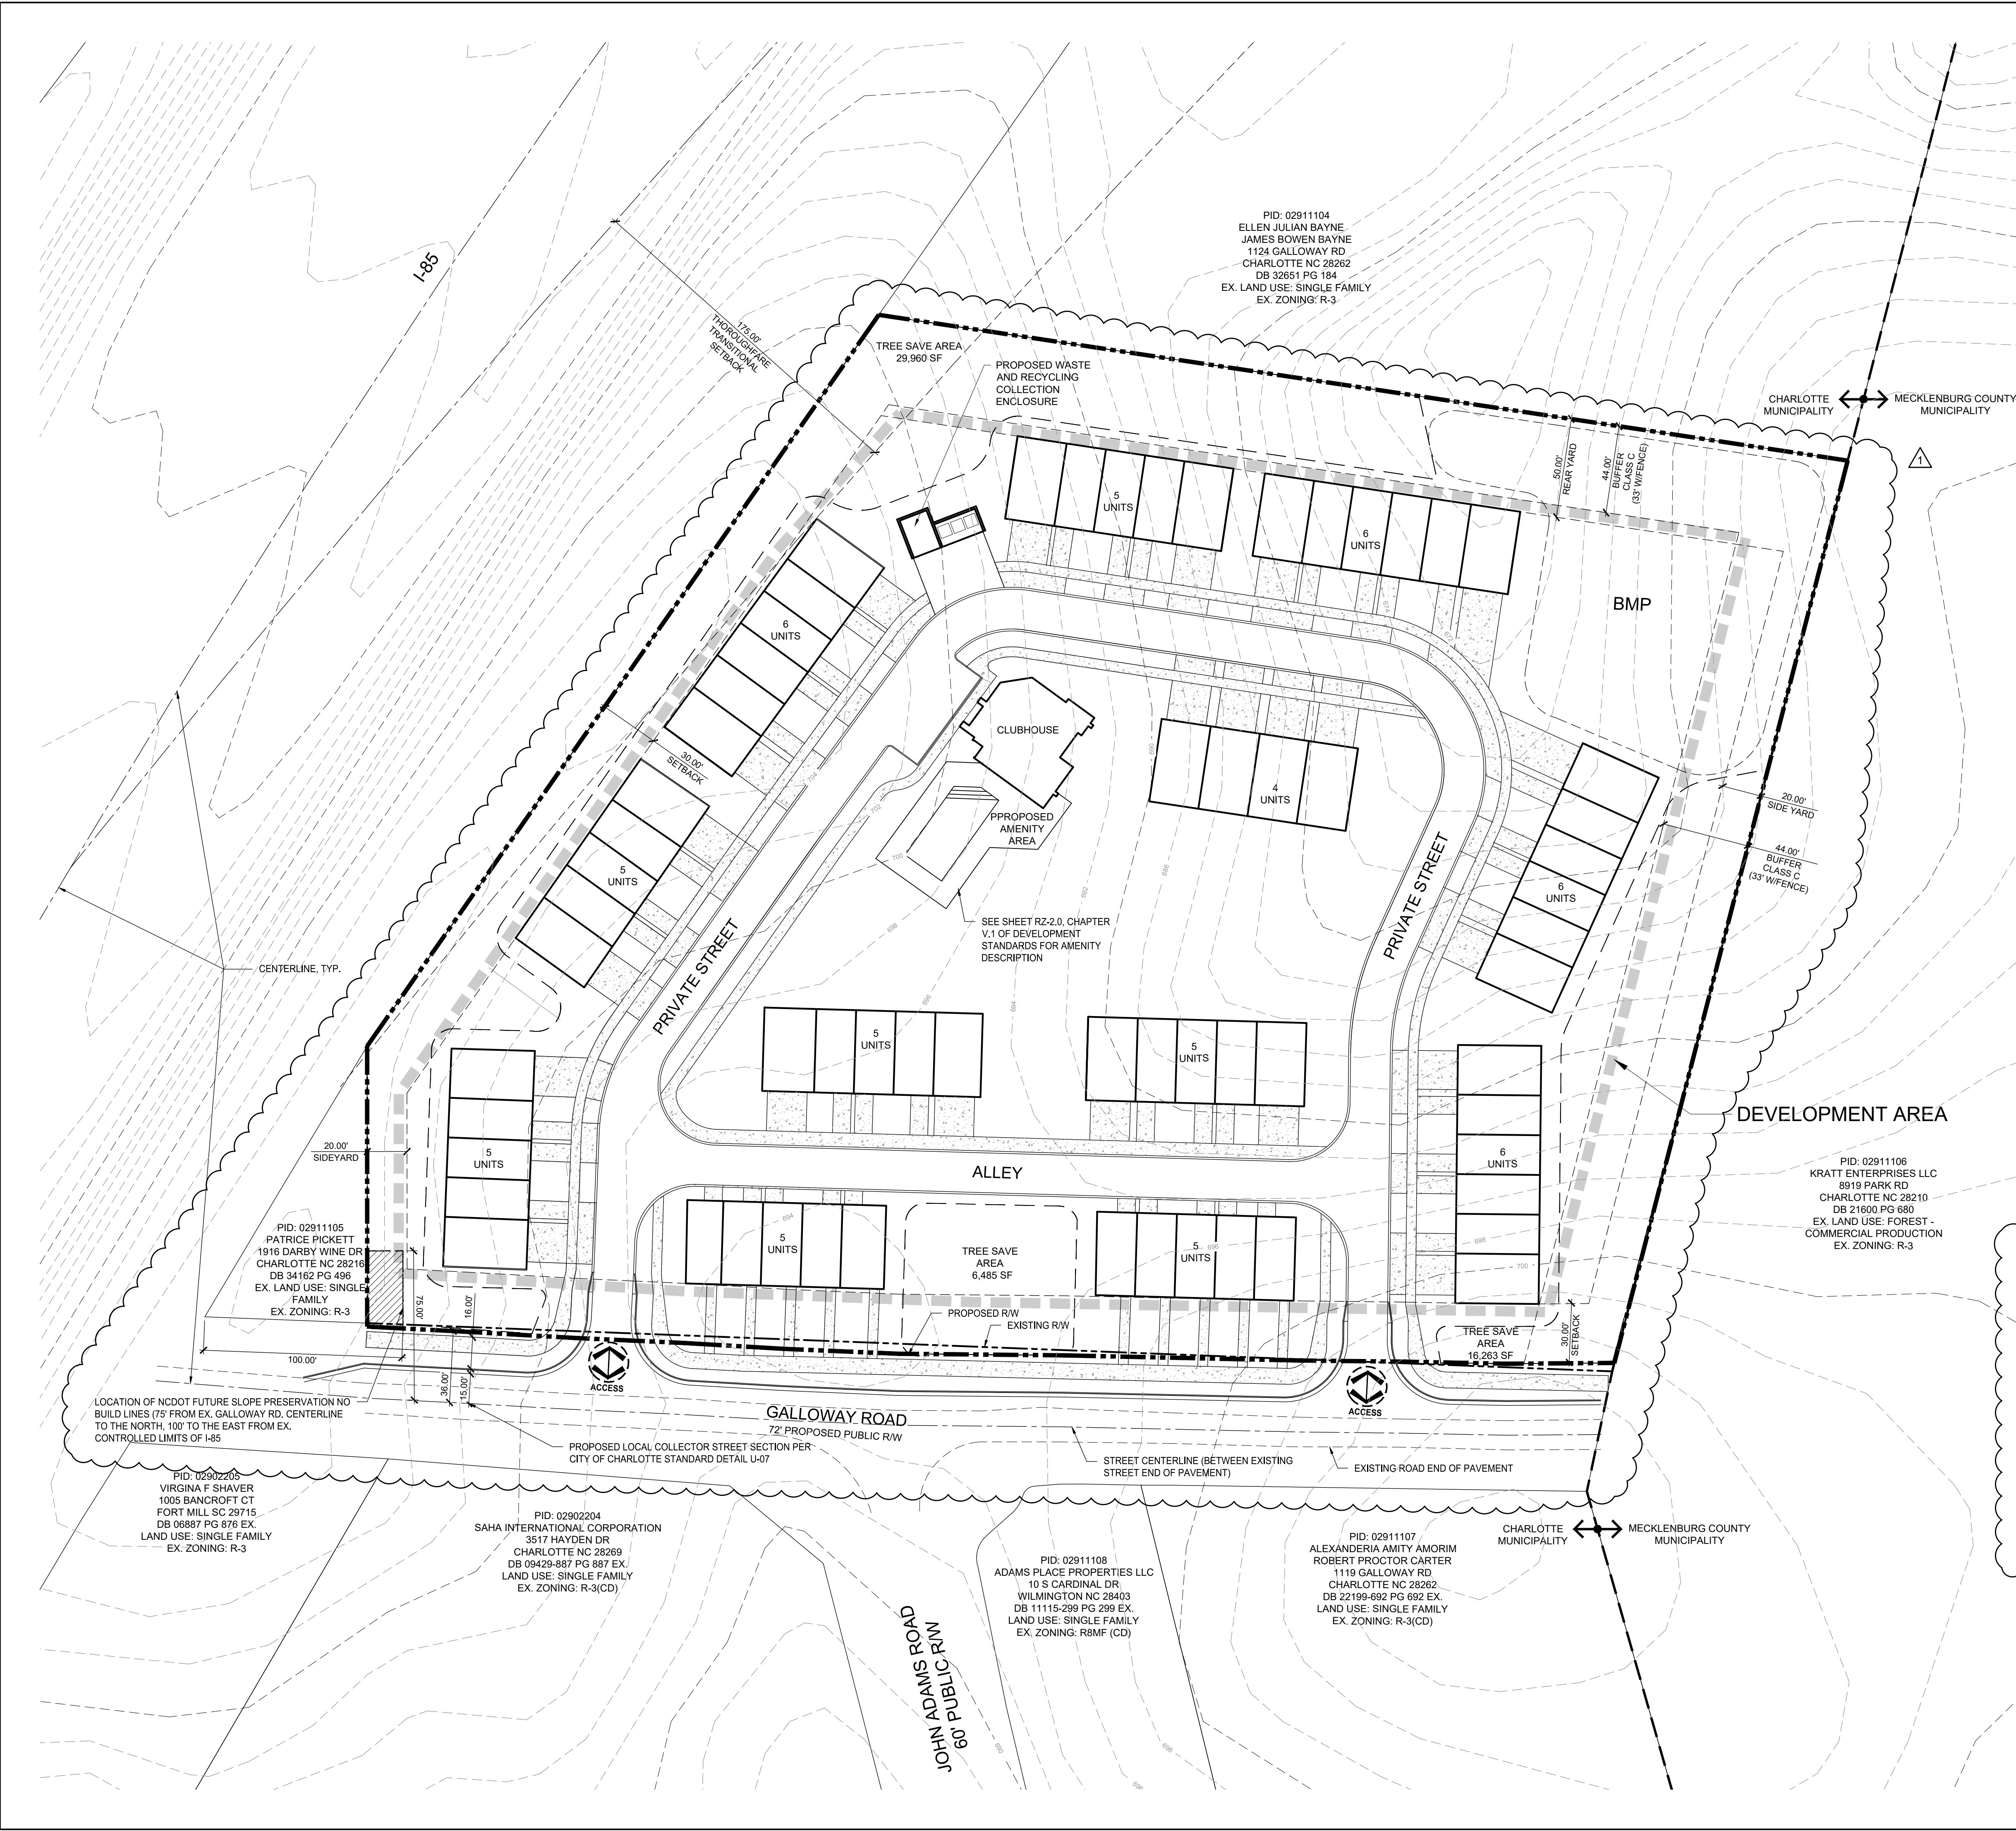 I-85
175.00'
THOROUGHFARE
TRANSITIONAL
SETBACK
PID: 02911104
ELLEN JULIAN BAYNE
JAMES BOWEN BAYNE
1124 GALLOWAY RD
CHARLOTTE NC 28262
DB 32651 PG 184
EX. LAND USE: SINGLE FAMILY
EX. ZONING: R-3
TREE SAVE AREA
29,960 SF
PROPOSED WASTE
AND RECYCLING
COLLECTION
ENCLOSURE
CHARLOTTE
MUNICIPALITY
MECKLENBURG COUNTY
MUNICIPALITY
1
50.00'
REAR YARD
44.00'
BUFFER
CLASS C
(33' W/FENCE)
5
UNITS
6
UNITS
BMP
6
UNITS
CLUBHOUSE
30.00'
SETBACK
704
702
690
4
UNITS
PPROPOSED
AMENITY
AREA
20.00'
SIDE YARD
44.00'
BUFFER
CLASS C
(33' W/FENCE)
700
686
692
5
UNITS
6
UNITS
PRIVATE STREET
PRIVATE STREET
SEE SHEET RZ-2.0, CHAPTER
V.1 OF DEVELOPMENT
STANDARDS FOR AMENITY
DESCRIPTION
698
CENTERLINE, TYP.
696
694
5
UNITS
5
UNITS
DEVELOPMENT AREA
20.00'
SIDEYARD
5
UNITS
ALLEY
6
UNITS
PID: 02911106
KRATT ENTERPRISES LLC
8919 PARK RD
CHARLOTTE NC 28210
DB 21600 PG 680
EX. LAND USE: FOREST -
COMMERCIAL PRODUCTION
EX. ZONING: R-3
PID: 02911105
PATRICE PICKETT
1916 DARBY WINE DR
CHARLOTTE NC 28216
DB 34162 PG 496
EX. LAND USE: SINGLE
FAMILY
EX. ZONING: R-3
694
5
UNITS
TREE SAVE
AREA
6,485 SF
696
5
UNITS
698
700
75.00'
16.00'
PROPOSED R/W
EXISTING R/W
TREE SAVE
AREA
16,263 SF
30.00'
SETBACK
100.00'
36.00'
15.00'
ACCESS
ACCESS
LOCATION OF NCDOT FUTURE SLOPE PRESERVATION NO
BUILD LINES (75' FROM EX. GALLOWAY RD. CENTERLINE
TO THE NORTH, 100' TO THE EAST FROM EX.
CONTROLLED LIMITS OF I-85
GALLOWAY ROAD
72' PROPOSED PUBLIC R/W
PROPOSED LOCAL COLLECTOR STREET SECTION PER
CITY OF CHARLOTTE STANDARD DETAIL U-07
STREET CENTERLINE (BETWEEN EXISTING
STREET END OF PAVEMENT)
EXISTING ROAD END OF PAVEMENT
PID: 02902205
VIRGINA F SHAVER
1005 BANCROFT CT
FORT MILL SC 29715
DB 06887 PG 876 EX.
LAND USE: SINGLE FAMILY
EX. ZONING: R-3
PID: 02902204
SAHA INTERNATIONAL CORPORATION
3517 HAYDEN DR
CHARLOTTE NC 28269
DB 09429-887 PG 887 EX.
LAND USE: SINGLE FAMILY
EX. ZONING: R-3(CD)
PID: 02911108
ADAMS PLACE PROPERTIES LLC
10 S CARDINAL DR
WILMINGTON NC 28403
DB 11115-299 PG 299 EX.
LAND USE: SINGLE FAMILY
EX. ZONING: R8MF (CD)
PID: 02911107
ALEXANDERIA AMITY AMORIM
ROBERT PROCTOR CARTER
1119 GALLOWAY RD
CHARLOTTE NC 28262
DB 22199-692 PG 692 EX.
LAND USE: SINGLE FAMILY
EX. ZONING: R-3(CD)
CHARLOTTE
MUNICIPALITY
MECKLENBURG COUNTY
MUNICIPALITY
JOHN ADAMS ROAD
60' PUBLIC R/W
690
696